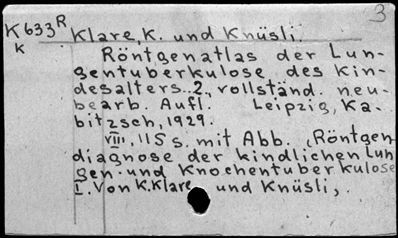 3
K633R Klare, K. und Knüsli.
K
Röntgenatlas der Lun-
gentuberkulose des kin-
desalters. 2. vollständ. neu-
bearb. Aufl. Leipzig, Ka-
bitzsch, 1929.
VIII, 115 s. mit Abb. (Röntgen
diagnose der kindlichen Lun
gen- und Knochentuberkulose
I. Von K. Klare und Knüsli,.